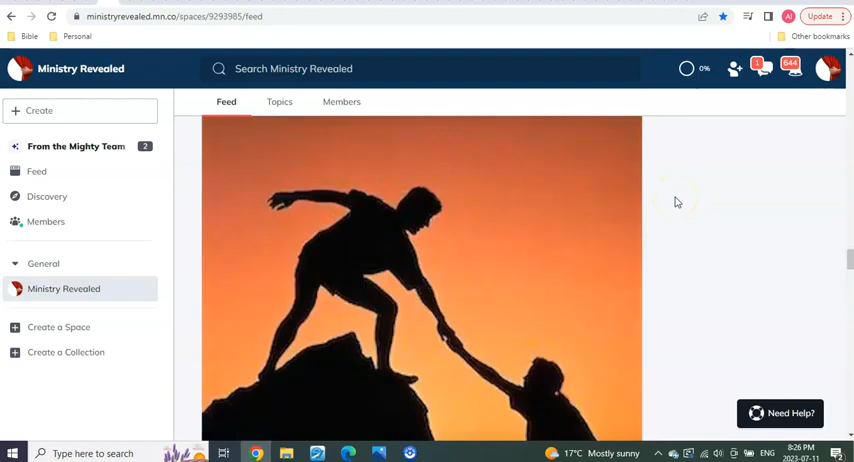 ministryrevealed.mn.co/spaces/9293985/feed
AI
Update
Bible
Personal
Other bookmarks
Ministry Revealed
Search Ministry Revealed
0%
1
644
Create
Feed
Topics
Members
From the Mighty Team
2
Feed
Discovery
Members
General
Ministry Revealed
Create a Space
Create a Collection
Need Help?
Type here to search
17°C Mostly sunny
ENG
8:26 PM
2023-07-11
2